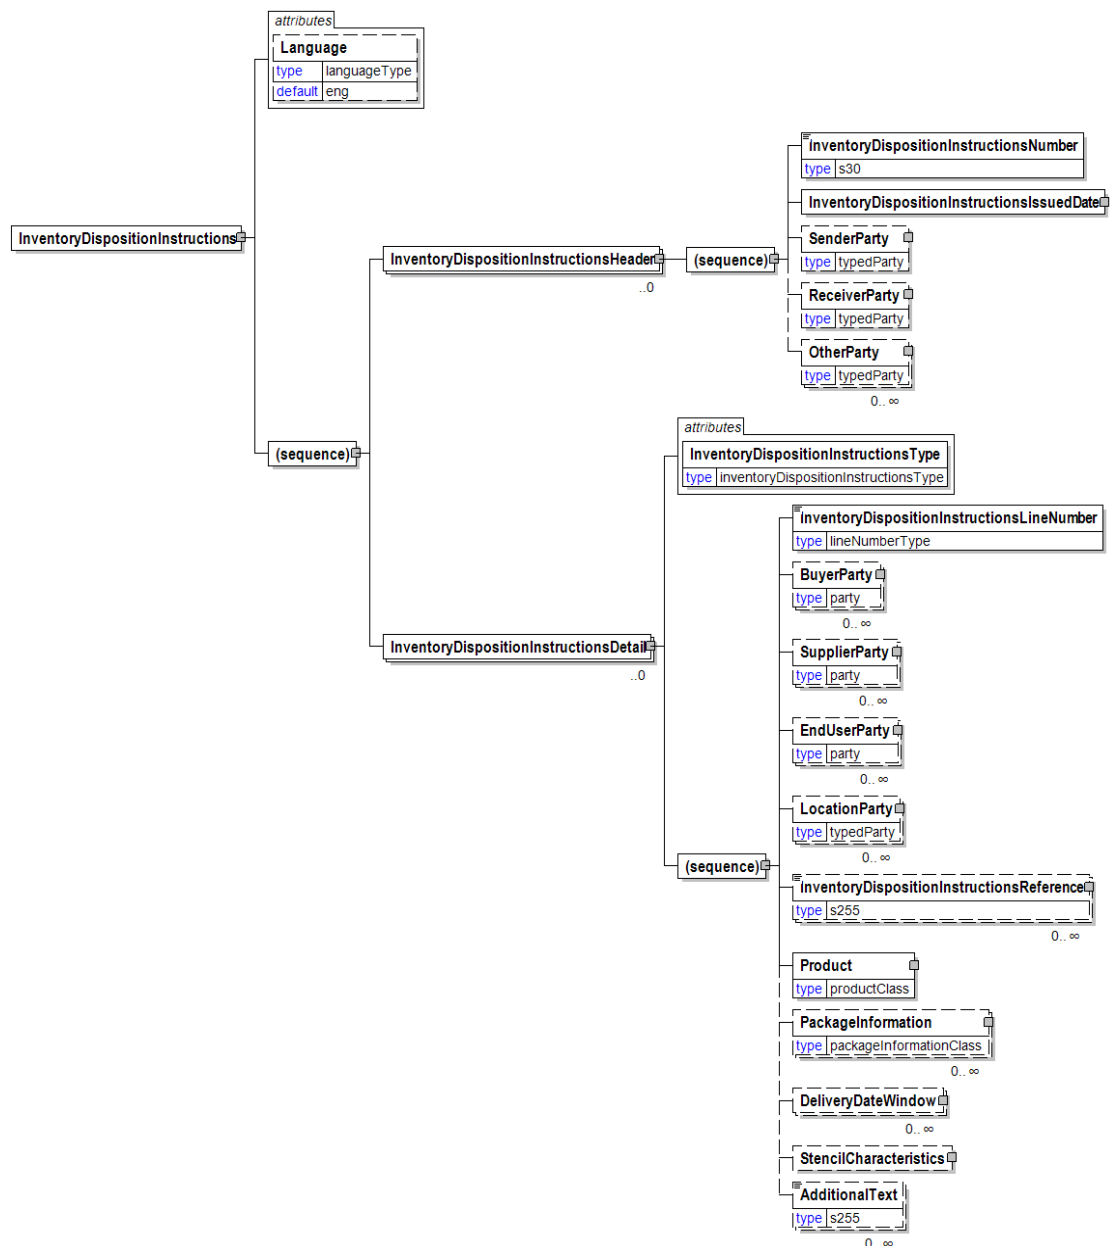 attributes
Language
type languageType
default eng
InventoryDispositionInstructionsNumber
type s30
InventoryDispositionInstructionsIssuedDate
InventoryDispositionInstructions
SenderParty
type typedParty
InventoryDispositionInstructionsHeader
(sequence)
..0
ReceiverParty
type typedParty
OtherParty
type typedParty
0.. ∞
attributes
(sequence)
InventoryDispositionInstructionsType
type inventoryDispositionInstructionsType
InventoryDispositionInstructionsLineNumber
type lineNumberType
BuyerParty
type party
0.. ∞
InventoryDispositionInstructionsDetail
..0
SupplierParty
type party
0.. ∞
EndUserParty
type party
0.. ∞
LocationParty
type typedParty
0.. ∞
(sequence)
InventoryDispositionInstructionsReference
type s255
0.. ∞
Product
type productClass
PackageInformation
type packageInformationClass
0.. ∞
DeliveryDateWindow
0.. ∞
StencilCharacteristics
AdditionalText
type s255
0.. ∞